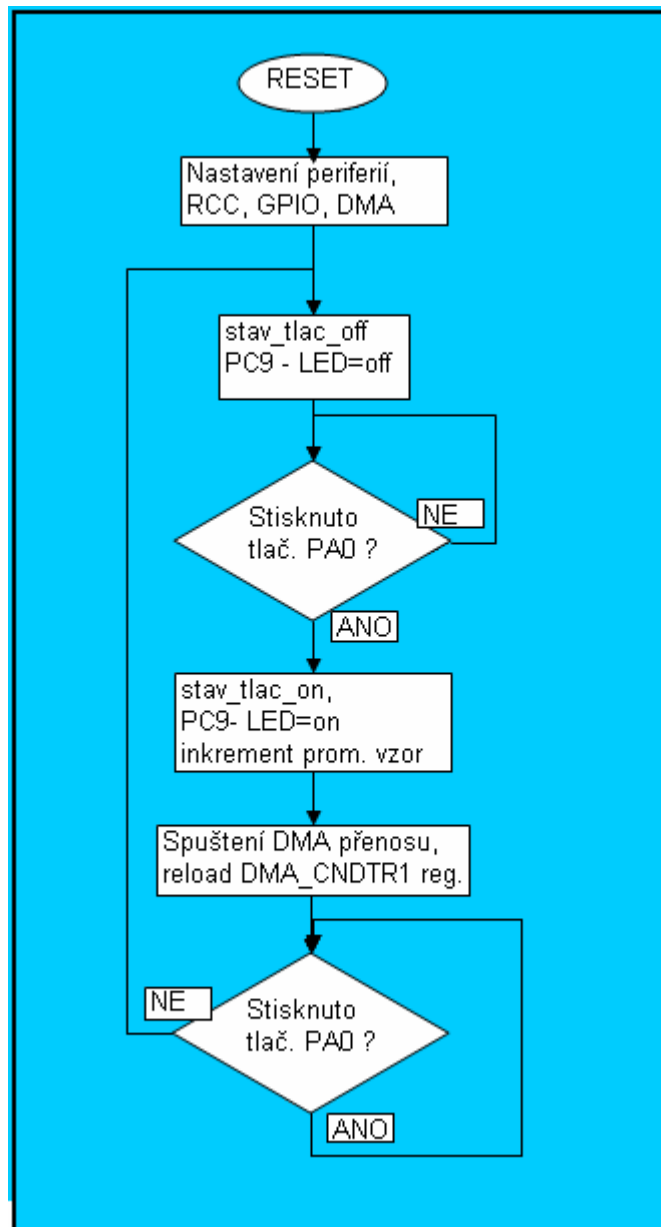 RESET
Nastavení periferií,
RCC, GPIO, DMA
stav_tlac_off
PC9 - LED=off
Stisknuto
tlač. PA0 ?
NE
ANO
stav_tlac_on,
PC9- LED=on
inkrement prom. vzor
Spuštení DMA přenosu,
reload DMA_CNDTR1 reg.
NE
Stisknuto
tlač. PA0 ?
ANO